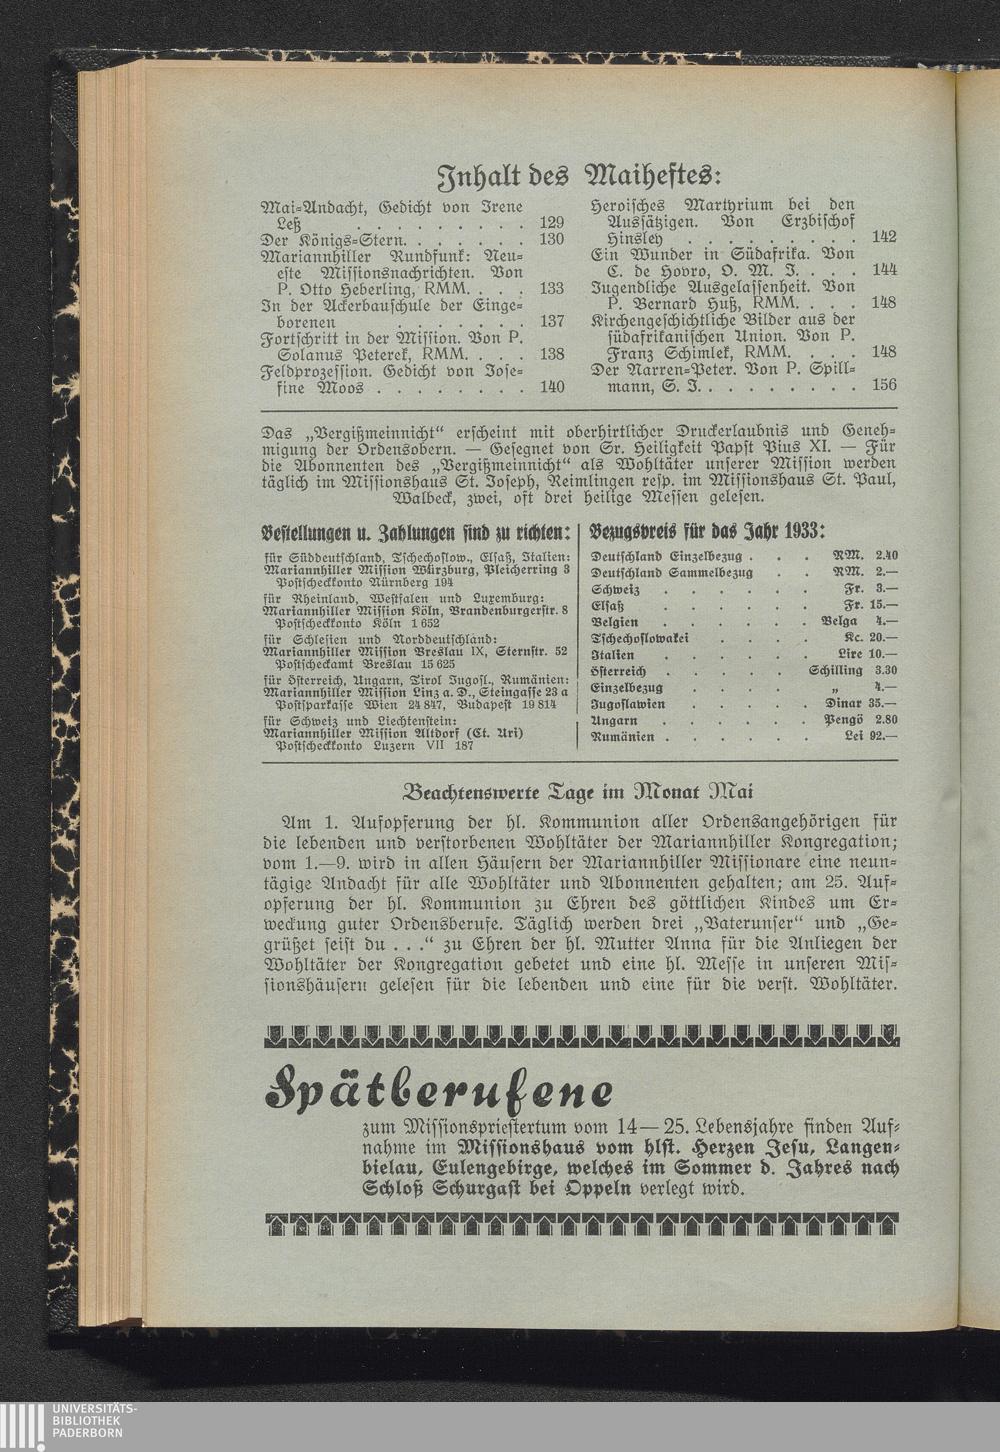 Inhalt des Maiheftes:
Mai-Andacht, Gedicht von Irene
Leß . . . . . . . . . 129
Der Königs-Stern. . . . . . . 130
Mariannhiller Rundfunk: Neu-
este Missionsnachrichten. Von
P. Otto Heberling, RMM. . . . 133
In der Ackerbauschule der Einge-
borenen . . . . . . . 137
Fortschritt in der Mission. Von P.
Solanus Peterek, RMM. . . . 138
Feldprozession. Gedicht von Jose-
fine Moos . . . . . . . . 140
Heroisches Martyrium bei den
Aussätzigen. Von Erzbischof
Hinsley . . . . . . . . . 142
Ein Wunder in Südafrika. Von
C. de Hovro, O. M. J. . . . 144
Jugendliche Ausgelassenheit. Von
P. Bernard Huß, RMM. . . . 148
Kirchengeschichtliche Bilder aus der
südafrikanischen Union. Von P.
Franz Schimlek, RMM. . . . 148
Der Narren-Peter. Von P. Spill-
mann, S. J. . . . . . . . . 156
Das „Vergißmeinnicht“ erscheint mit oberhirtlicher Druckerlaubnis und Geneh-
migung der Ordensobern. — Gesegnet von Sr. Heiligkeit Papst Pius XI. — Für
die Abonnenten des „Vergißmeinnicht“ als Wohltäter unserer Mission werden
täglich im Missionshaus St. Joseph, Reimlingen resp. im Missionshaus St. Paul,
Walbeck, zwei, oft drei heilige Messen gelesen.
Bestellungen u. Zahlungen sind zu richten:
für Süddeutschland, Tschechoslow., Elsaß, Italien:
Mariannhiller Mission Würzburg, Pleicherring 3
Postscheckkonto Nürnberg 194
für Rheinland, Westfalen und Luxemburg:
Mariannhiller Mission Köln, Brandenburgerstr. 8
Postscheckkonto Köln 1 652
für Schlesien und Norddeutschland:
Mariannhiller Mission Breslau IX, Sternstr. 52
Postscheckamt Breslau 15 625
für Österreich, Ungarn, Tirol Jugosl., Rumänien:
Mariannhiller Mission Linz a. D., Steingasse 23 a
Postsparkasse Wien 24 847, Budapest 19 814
für Schweiz und Liechtenstein:
Mariannhiller Mission Altdorf (Ct. Uri)
Postscheckkonto Luzern VII 187
Bezugspreis für das Jahr 1933:
Deutschland Einzelbezug . . . RM. 2.40
Deutschland Sammelbezug . . RM. 2.—
Schweiz . . . . . . Fr. 3.—
Elsaß . . . . . . Fr. 15.—
Belgien . . . . . . Belga 4.—
Tschechoslowakei . . . . Kc. 20.—
Italien . . . . . . Lire 10.—
Österreich . . . . . Schilling 3.30
Einzelbezug . . . . „ 4.—
Jugoslawien . . . . . Dinar 35.—
Ungarn . . . . . . Pengö 2.80
Rumänien . . . . . . Lei 92.—
Beachtenswerte Tage im Monat Mai
Am 1. Aufopferung der hl. Kommunion aller Ordensangehörigen für
die lebenden und verstorbenen Wohltäter der Mariannhiller Kongregation;
vom 1.—9. wird in allen Häusern der Mariannhiller Missionare eine neun-
tägige Andacht für alle Wohltäter und Abonnenten gehalten; am 25. Auf-
opferung der hl. Kommunion zu Ehren des göttlichen Kindes um Er-
weckung guter Ordensberufe. Täglich werden drei „Vaterunser“ und „Ge-
grüßet seist du . . .“ zu Ehren der hl. Mutter Anna für die Anliegen der
Wohltäter der Kongregation gebetet und eine hl. Messe in unseren Mis-
sionshäusern gelesen für die lebenden und eine für die verst. Wohltäter.
Spätberufene
zum Missionspriestertum vom 14—25. Lebensjahre finden Auf-
nahme im Missionshaus vom hlst. Herzen Jesu, Langen-
bielau, Eulengebirge, welches im Sommer d. Jahres nach
Schloß Schurgast bei Oppeln verlegt wird.
UNIVERSITÄTS-
BIBLIOTHEK
PADERBORN